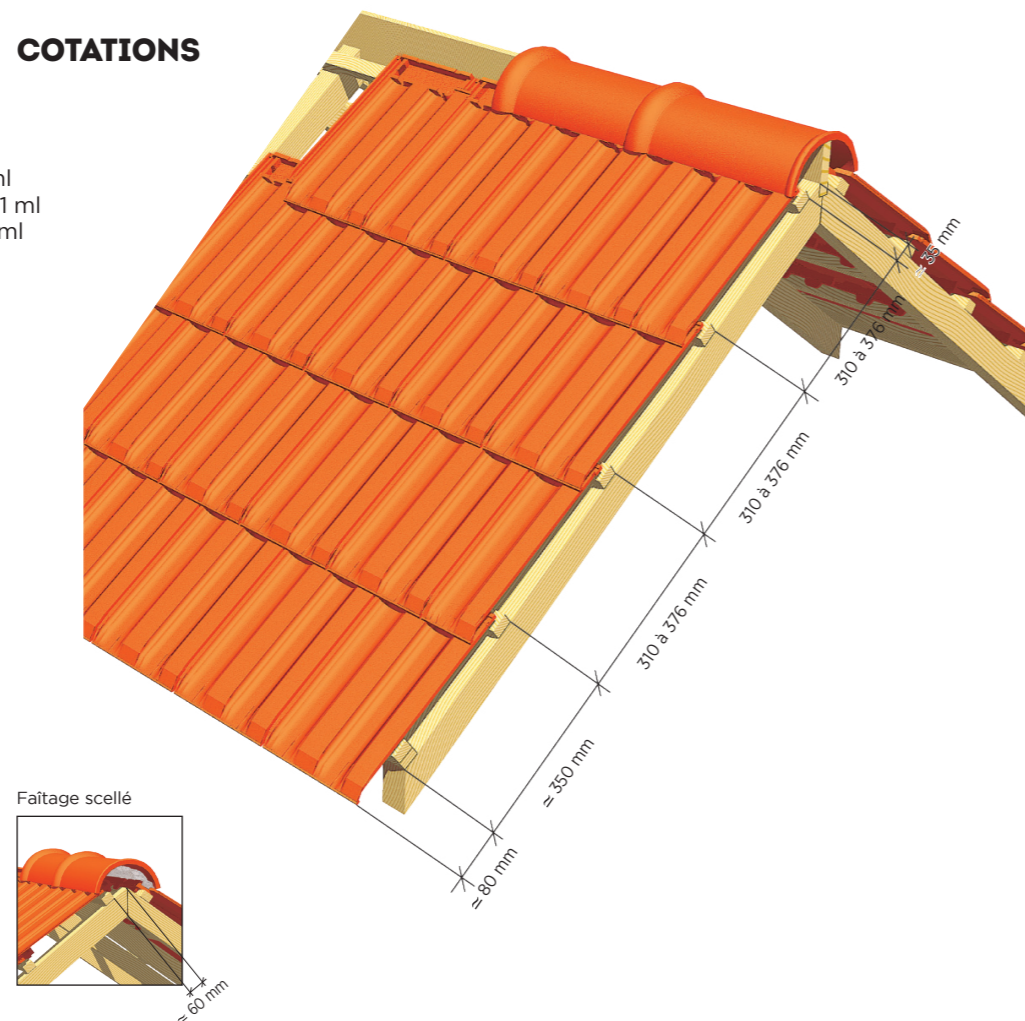 COTATIONS
ml
1 ml
ml
≃ 35 mm
310 à 376 mm
310 à 376 mm
310 à 376 mm
≃ 350 mm
≃ 80 mm
Faîtage scellé
≃ 60 mm